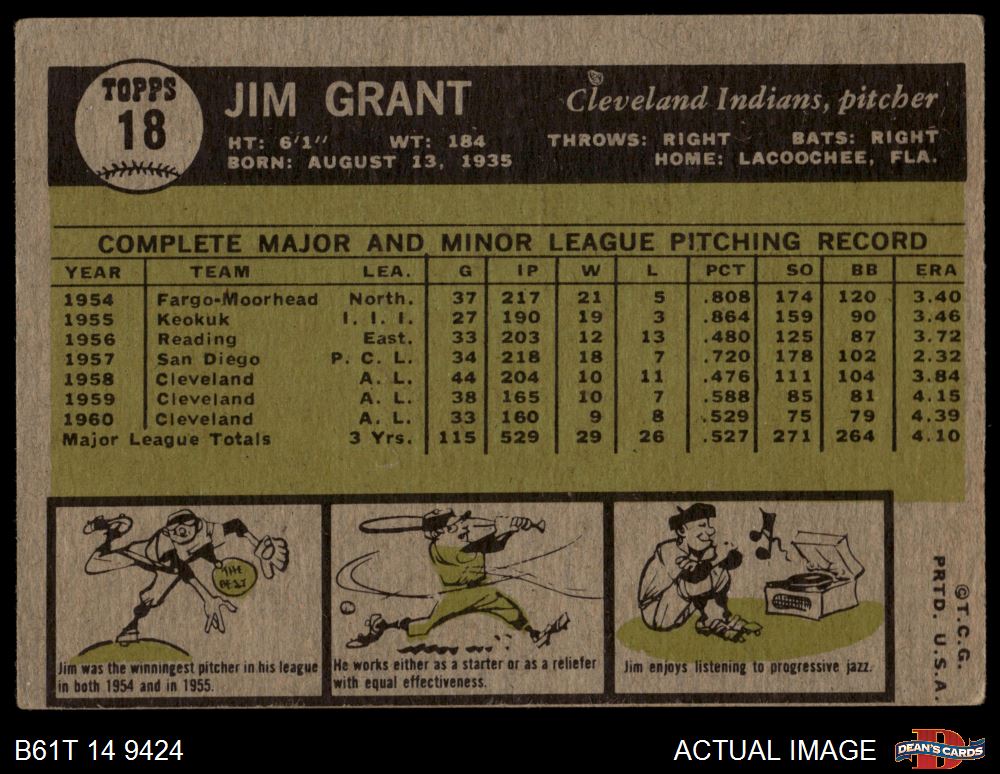 TOPPS
18
JIM GRANT
Cleveland Indians, pitcher
HT: 6'1" WT: 184 THROWS: RIGHT BATS: RIGHT
BORN: AUGUST 13, 1935 HOME: LACOOCHEE, FLA.
COMPLETE MAJOR AND MINOR LEAGUE PITCHING RECORD
YEAR TEAM LEA. G IP W L PCT SO BB ERA
1954 Fargo-Moorhead North. 37 217 21 5 .808 174 120 3.40
1955 Keokuk I. I. I. 27 190 19 3 .864 159 90 3.46
1956 Reading East. 33 203 12 13 .480 125 87 3.72
1957 San Diego P. C. L. 34 218 18 7 .720 178 102 2.32
1958 Cleveland A. L. 44 204 10 11 .476 111 104 3.84
1959 Cleveland A. L. 38 165 10 7 .588 85 81 4.15
1960 Cleveland A. L. 33 160 9 8 .529 75 79 4.39
Major League Totals 3 Yrs. 115 529 29 26 .527 271 264 4.10
THE
BEST
Jim was the winningest pitcher in his league
in both 1954 and in 1955.
He works either as a starter or as a reliefer
with equal effectiveness.
Jim enjoys listening to progressive jazz.
©T.C.G.
PRTD. U.S.A.
B61T 14 9424
ACTUAL IMAGE
D
DEAN'S CARDS